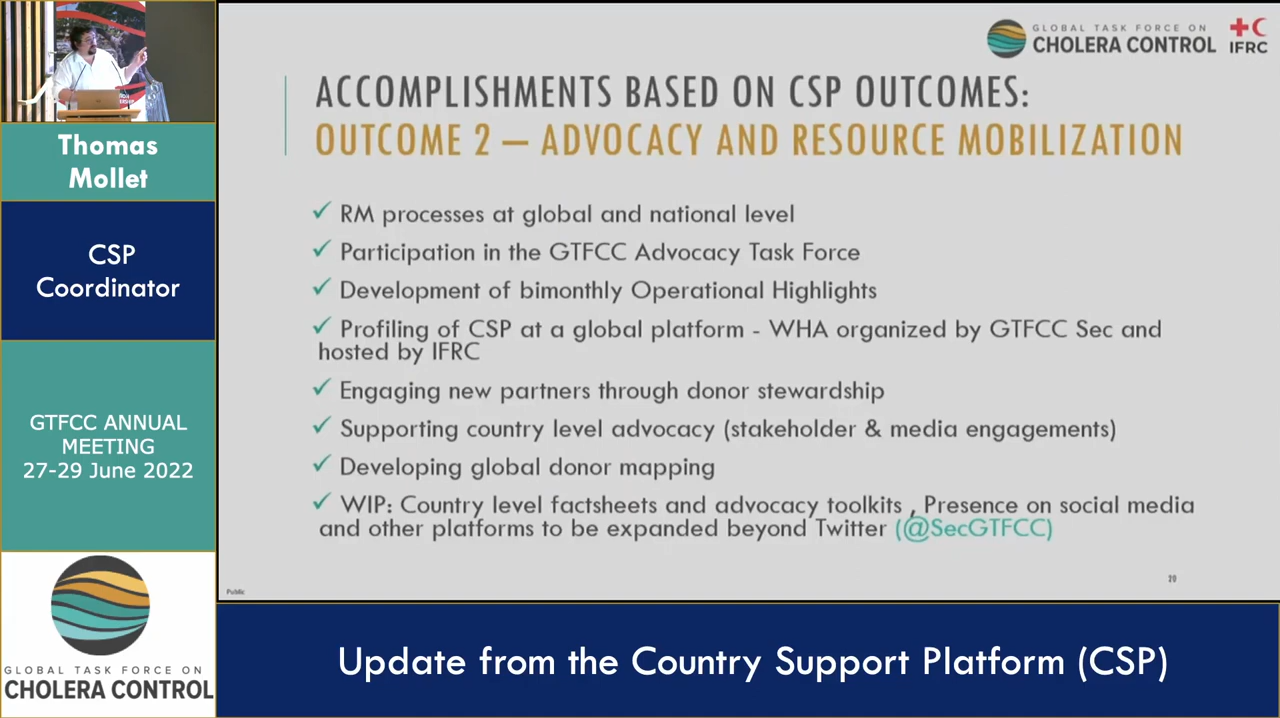 Thomas
Mollet
CSP
Coordinator
GTFCC ANNUAL
MEETING
27-29 June 2022
GLOBAL TASK FORCE ON
CHOLERA CONTROL
GLOBAL TASK FORCE ON
CHOLERA CONTROL
IFRC
ACCOMPLISHMENTS BASED ON CSP OUTCOMES:
OUTCOME 2 – ADVOCACY AND RESOURCE MOBILIZATION
✓ RM processes at global and national level
✓ Participation in the GTFCC Advocacy Task Force
✓ Development of bimonthly Operational Highlights
✓ Profiling of CSP at a global platform - WHA organized by GTFCC Sec and
hosted by IFRC
✓ Engaging new partners through donor stewardship
✓ Supporting country level advocacy (stakeholder & media engagements)
✓ Developing global donor mapping
✓ WIP: Country level factsheets and advocacy toolkits , Presence on social media
and other platforms to be expanded beyond Twitter (@SecGTFCC)
Public
Update from the Country Support Platform (CSP)